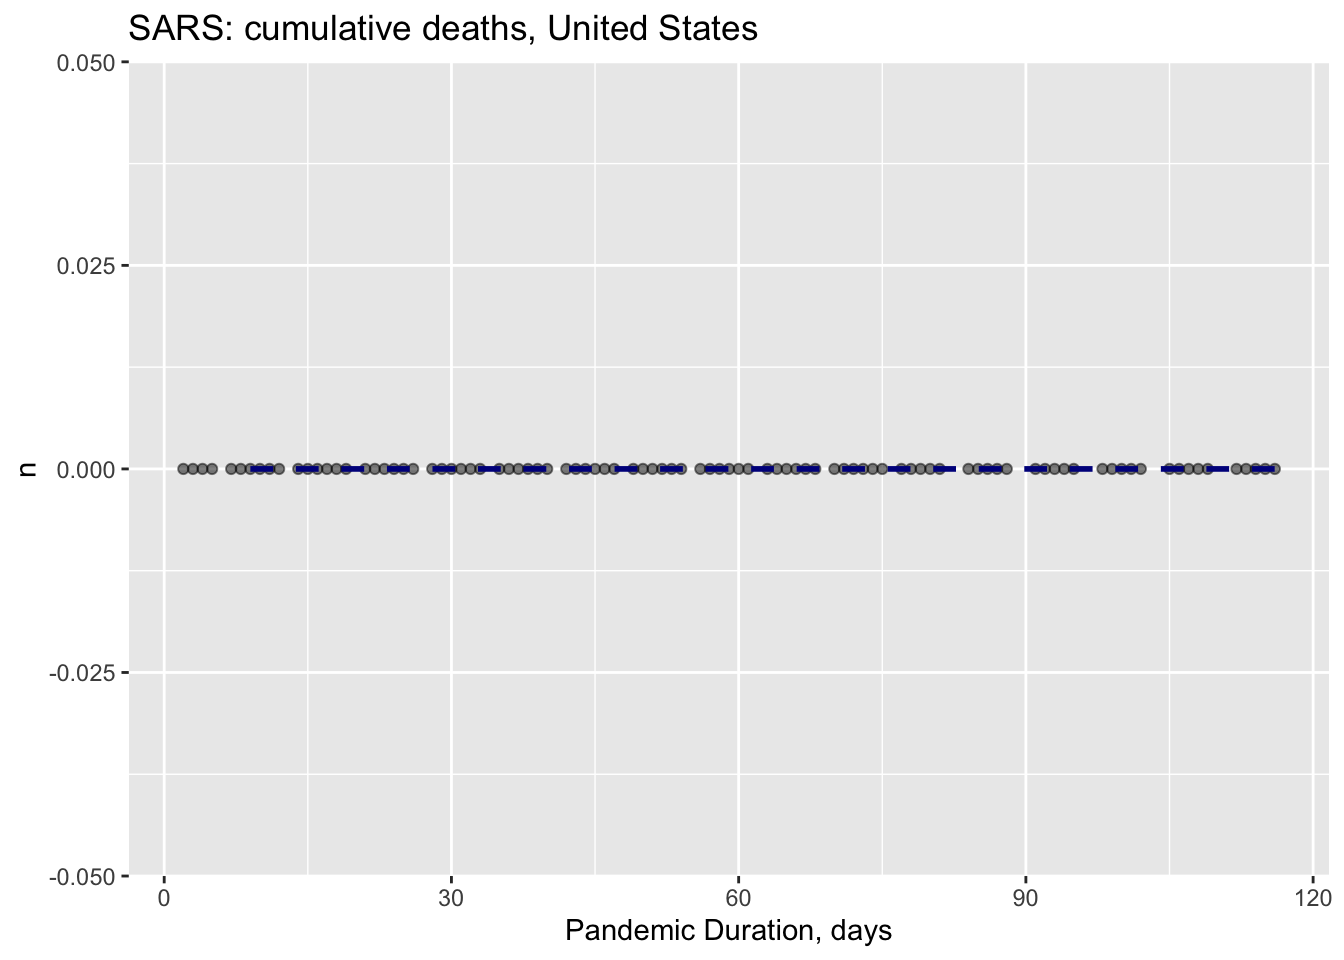 SARS: cumulative deaths, United States
0.050
0.025
0.000
-0.025
-0.050
n
0 30 60 90 120
Pandemic Duration, days